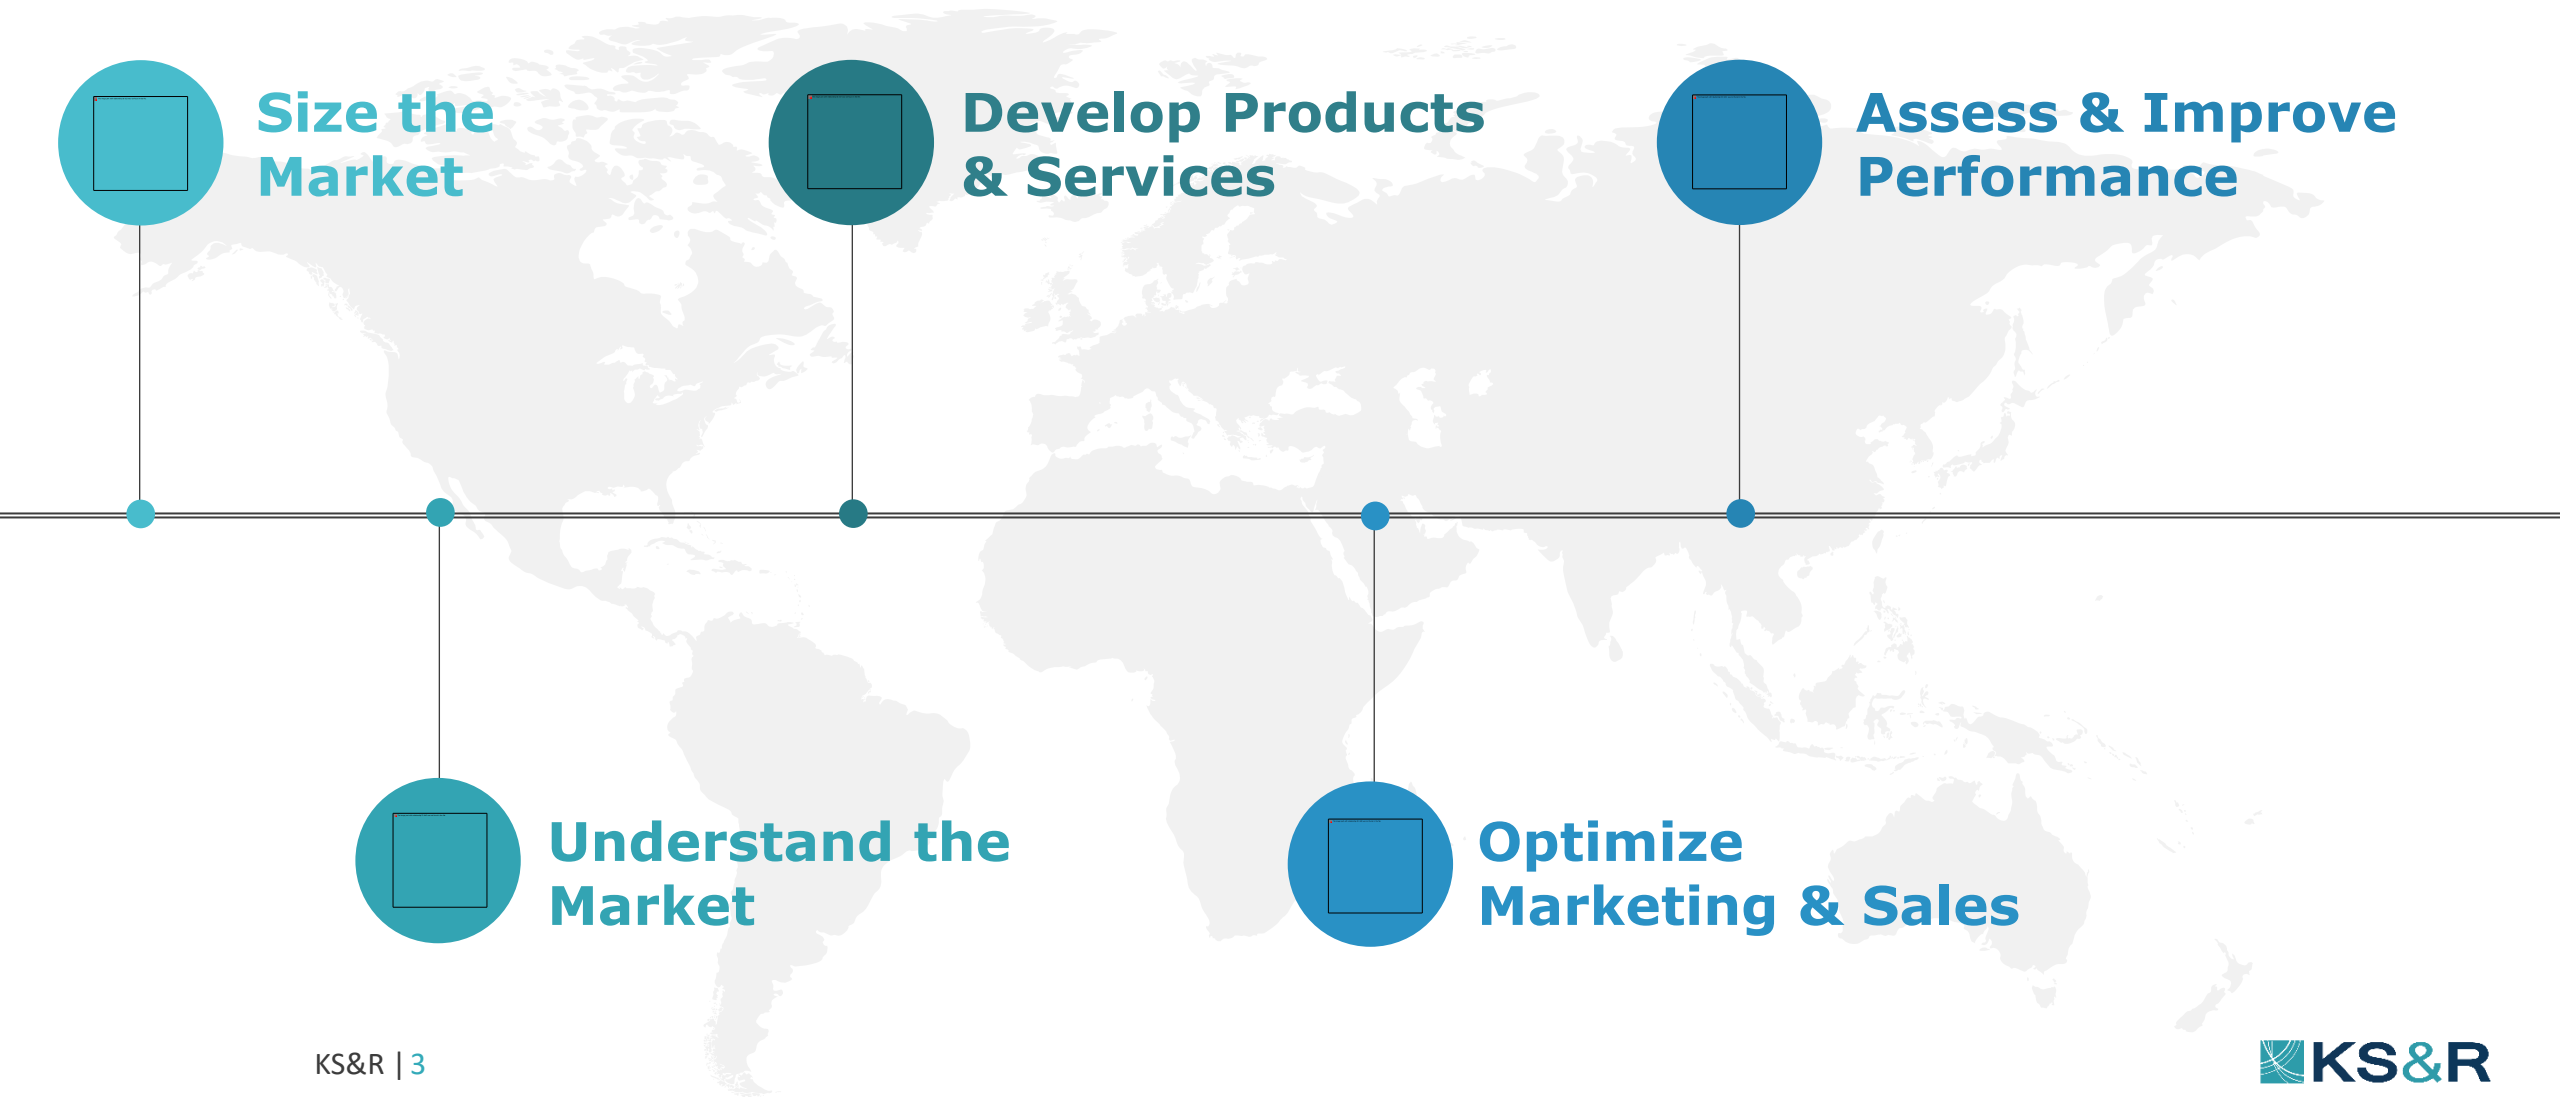 Size the
Market
Develop Products
& Services
Assess & Improve
Performance
Understand the
Market
Optimize
Marketing & Sales
KS&R | 3
KS&R